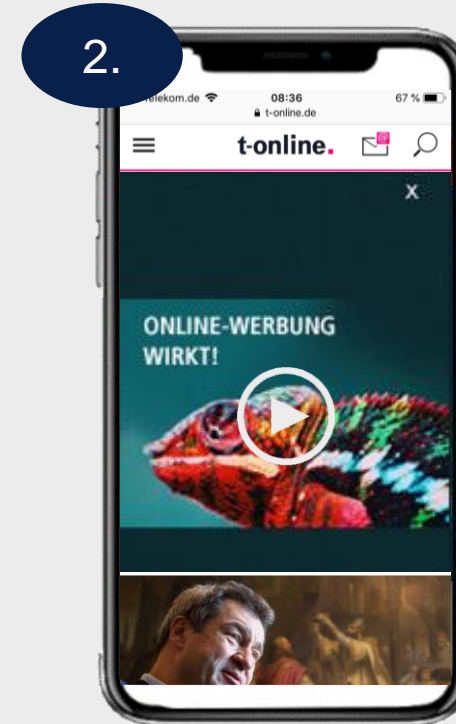 2.
elekom.de 08:36 67 %
t-online.de
t-online. @
X
ONLINE-WERBUNG
WIRKT!